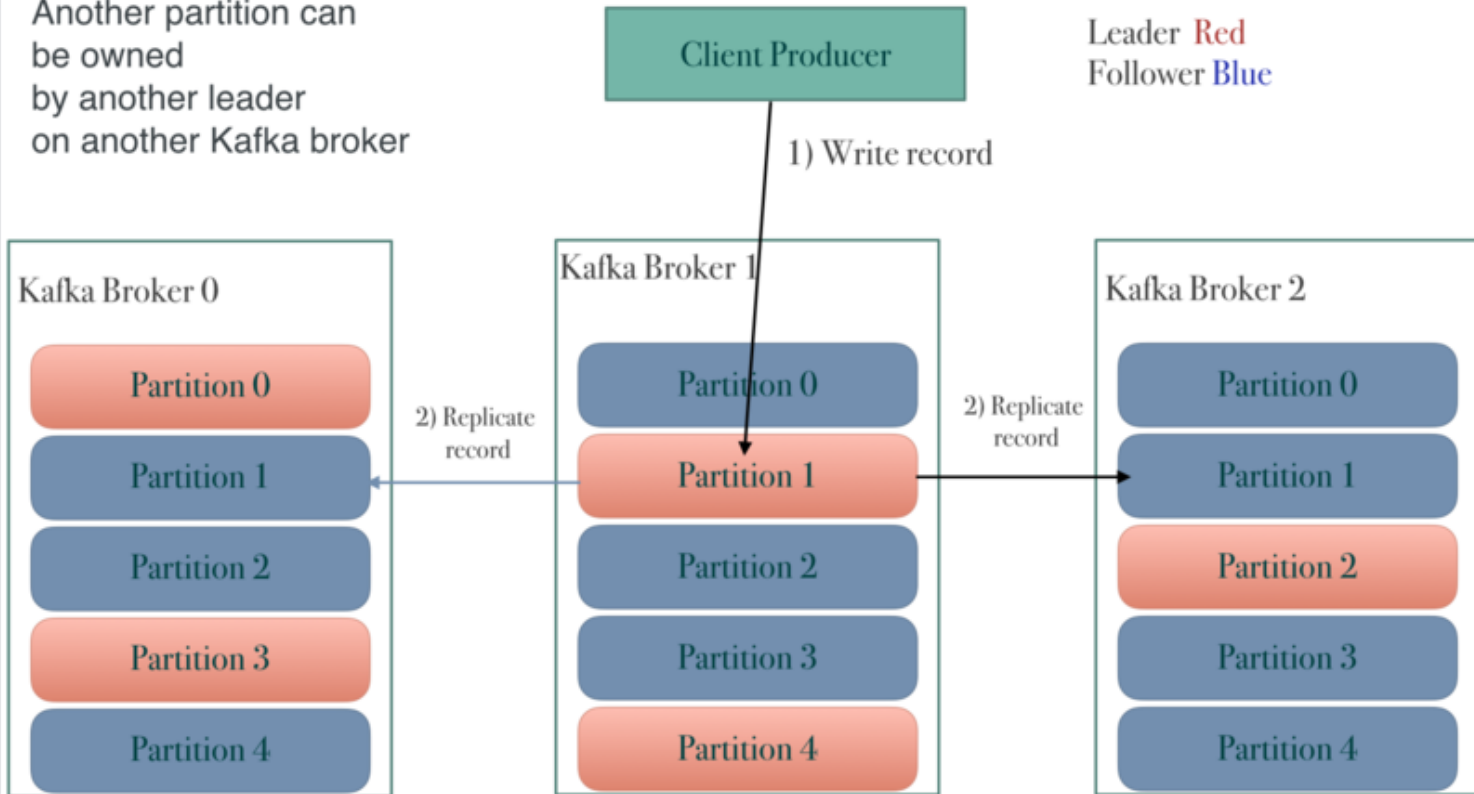 Another partition can
be owned
by another leader
on another Kafka broker
Client Producer
Leader Red
Follower Blue
1) Write record
Kafka Broker 0
Partition 0
Partition 1
Partition 2
Partition 3
Partition 4
2) Replicate
record
Kafka Broker 1
Partition 0
Partition 1
Partition 2
Partition 3
Partition 4
2) Replicate
record
Kafka Broker 2
Partition 0
Partition 1
Partition 2
Partition 3
Partition 4